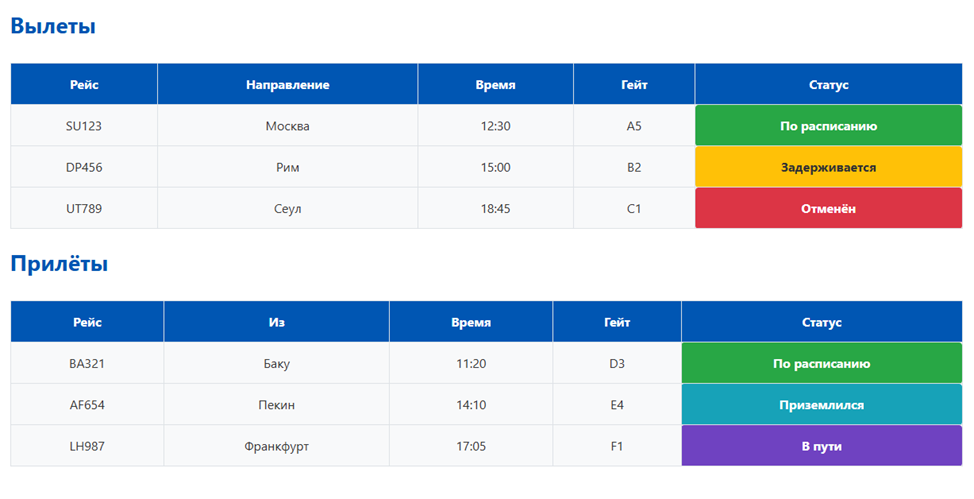 Вылеты
Рейс Направление Время Гейт Статус
SU123 Москва 12:30 A5 По расписанию
DP456 Рим 15:00 B2 Задерживается
UT789 Сеул 18:45 C1 Отменён
Прилёты
Рейс Из Время Гейт Статус
BA321 Баку 11:20 D3 По расписанию
AF654 Пекин 14:10 E4 Приземлился
LH987 Франкфурт 17:05 F1 В пути